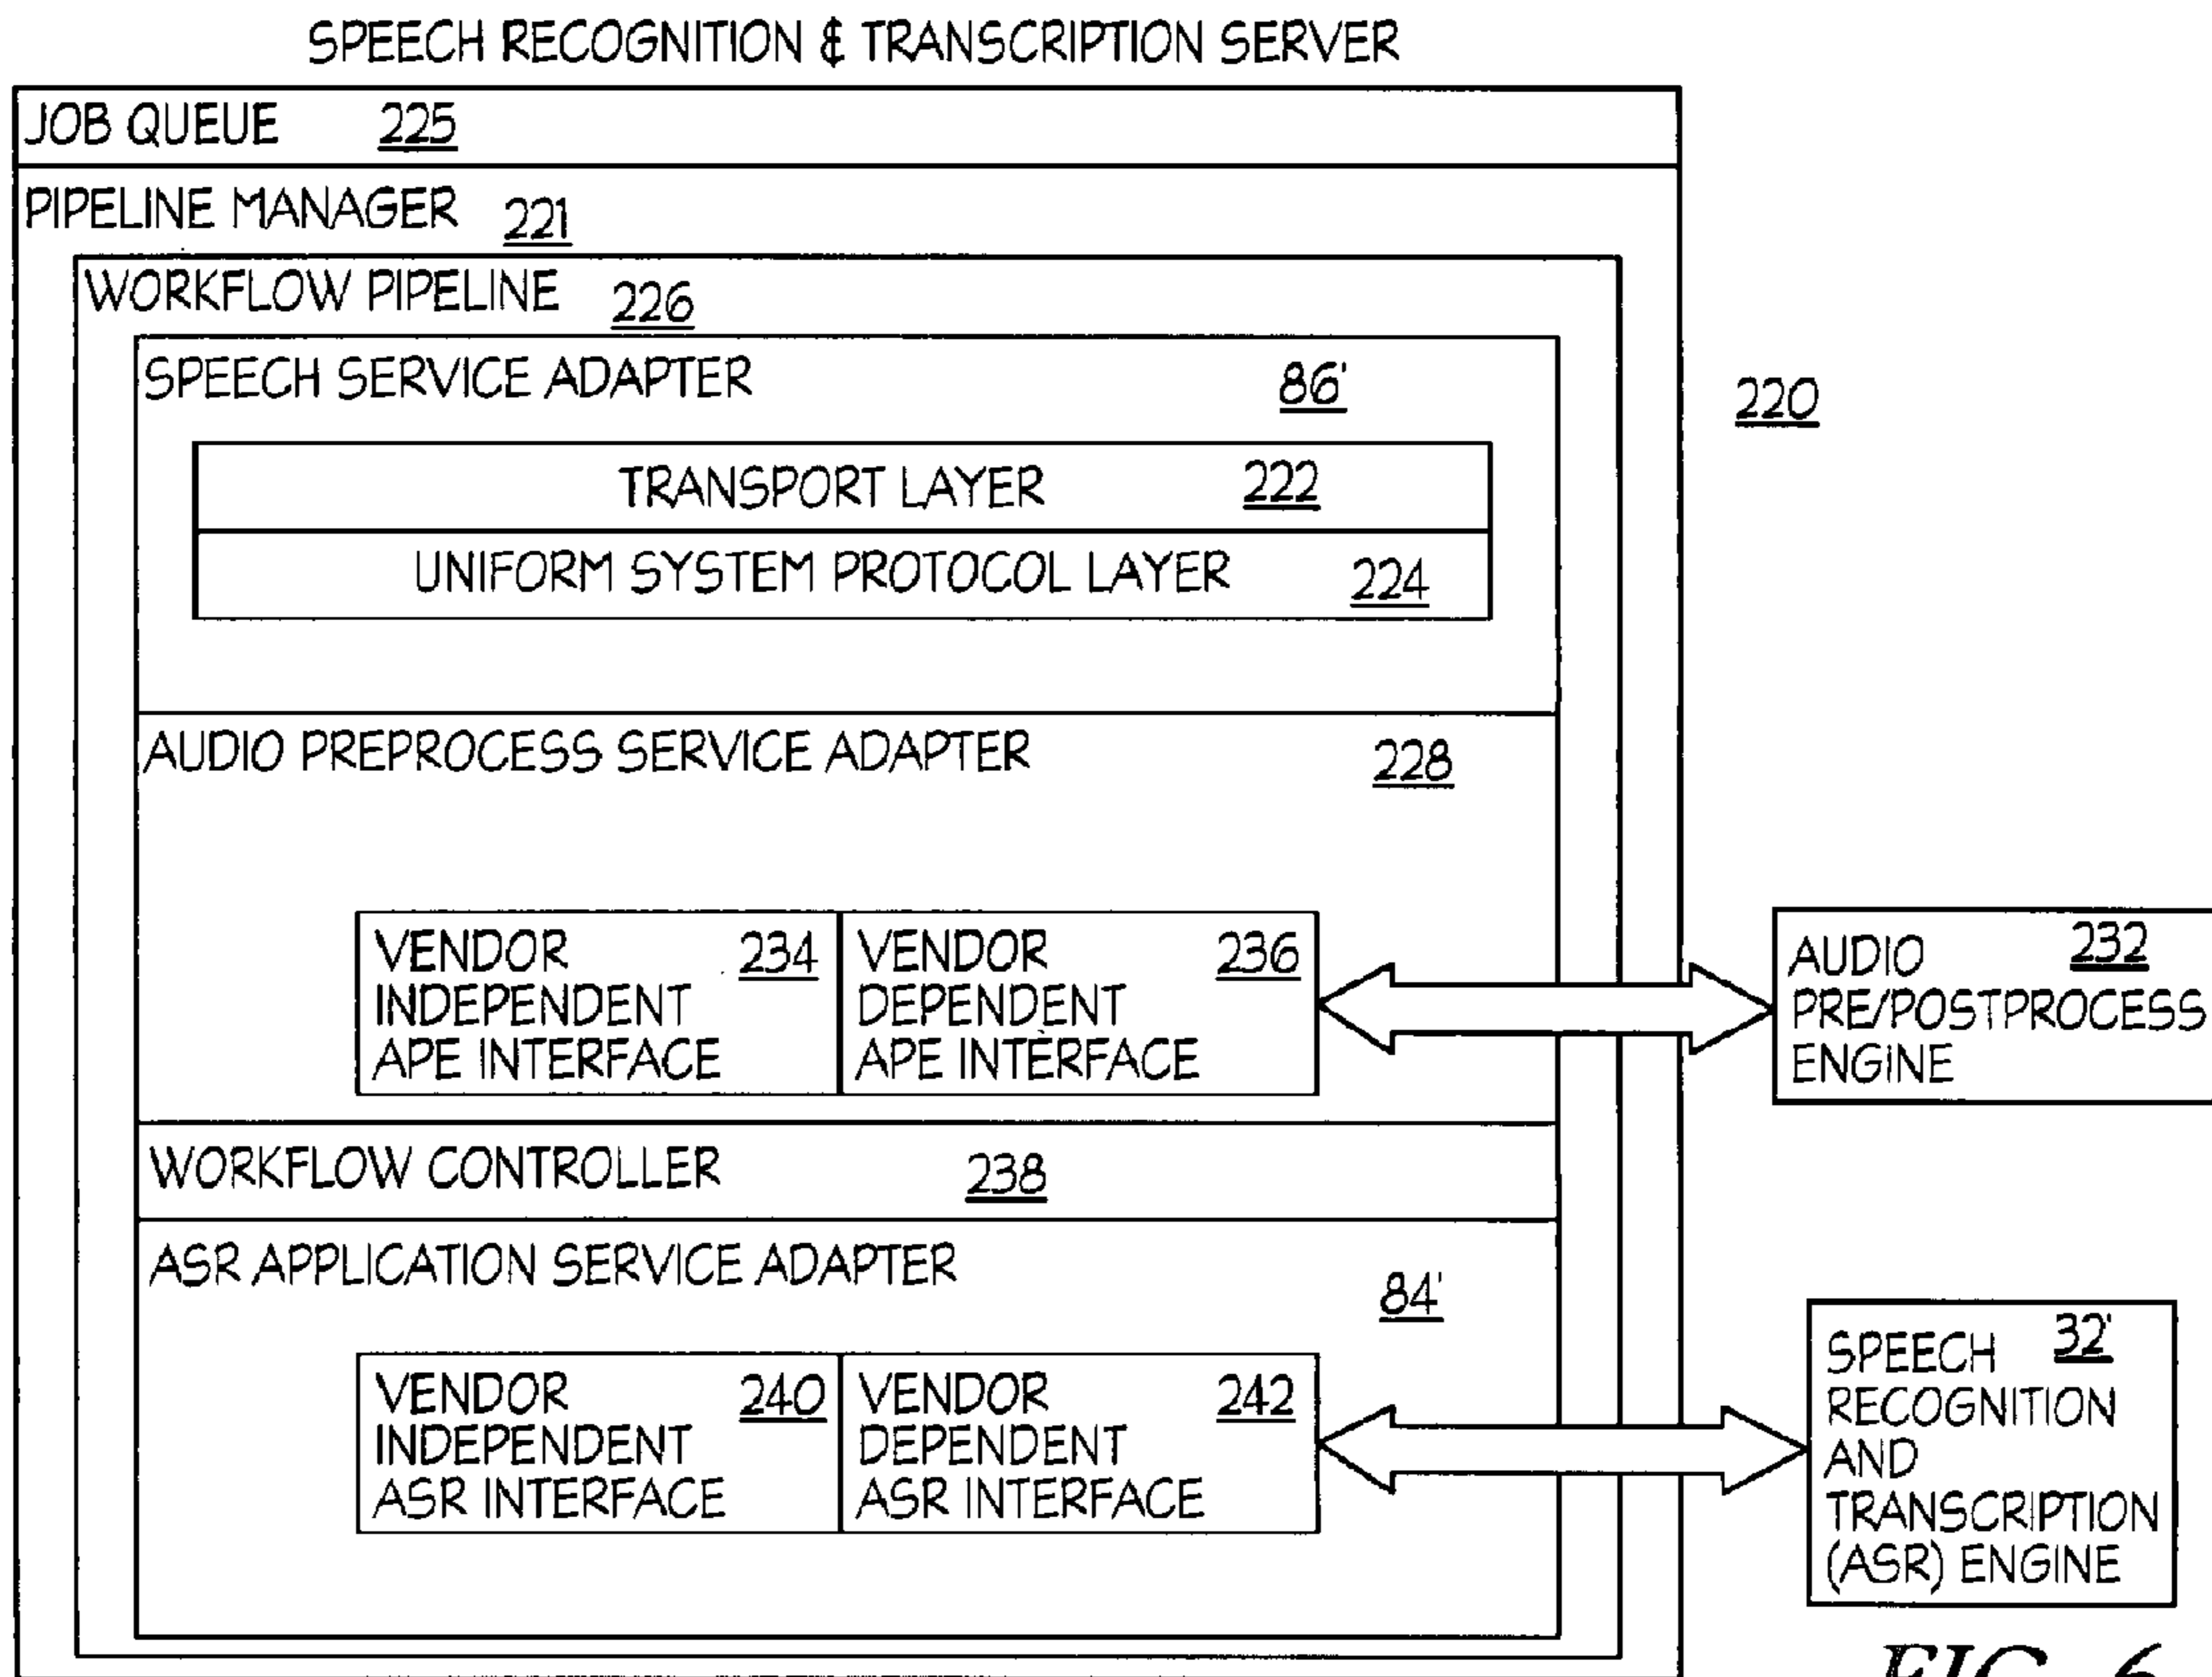 SPEECH RECOGNITION & TRANSCRIPTION SERVER
JOB QUEUE 225
PIPELINE MANAGER 221
WORKFLOW PIPELINE 226
SPEECH SERVICE ADAPTER 86'
220
TRANSPORT LAYER 222
UNIFORM SYSTEM PROTOCOL LAYER 224
AUDIO PREPROCESS SERVICE ADAPTER 228
VENDOR 234
INDEPENDENT
APE INTERFACE
VENDOR 236
DEPENDENT
APE INTERFACE
AUDIO 232
PRE/POSTPROCESS
ENGINE
WORKFLOW CONTROLLER 238
ASR APPLICATION SERVICE ADAPTER
84'
VENDOR 240
INDEPENDENT
ASR INTERFACE
VENDOR 242
DEPENDENT
ASR INTERFACE
SPEECH 32'
RECOGNITION
AND
TRANSCRIPTION
(ASR) ENGINE
FIG. 6